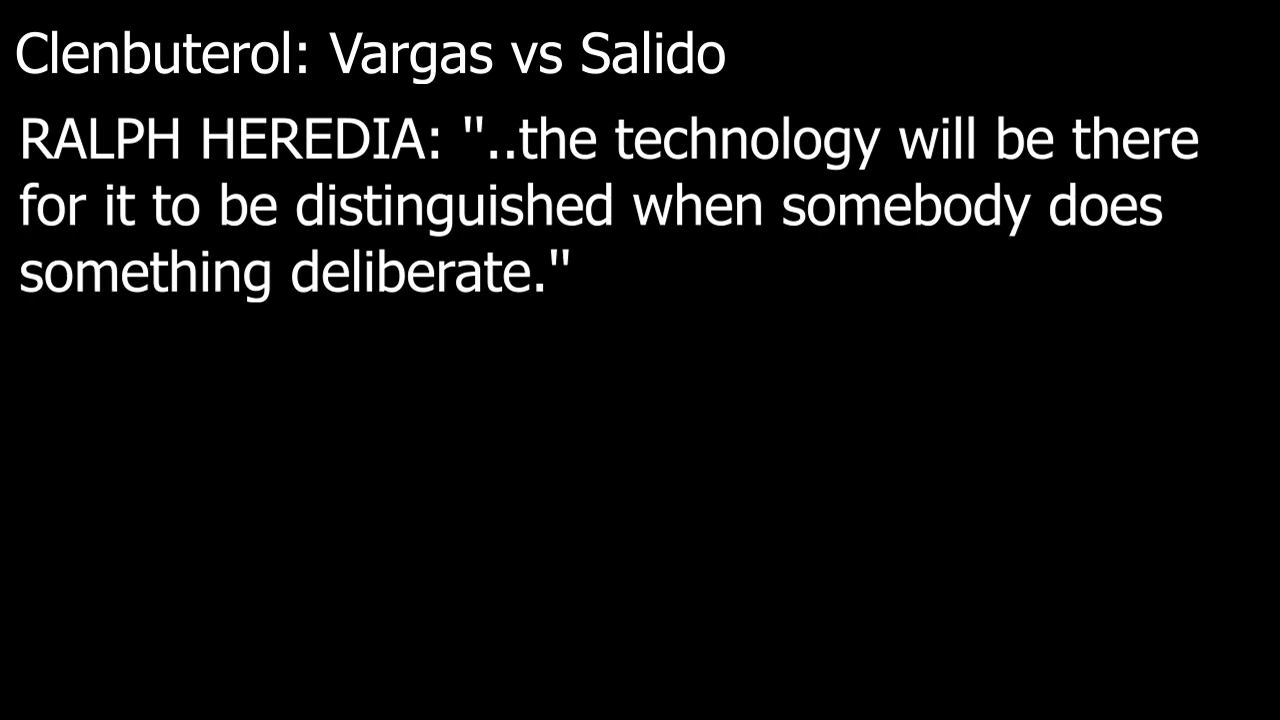 Clenbuterol: Vargas vs Salido
RALPH HEREDIA: "..the technology will be there
for it to be distinguished when somebody does
something deliberate."